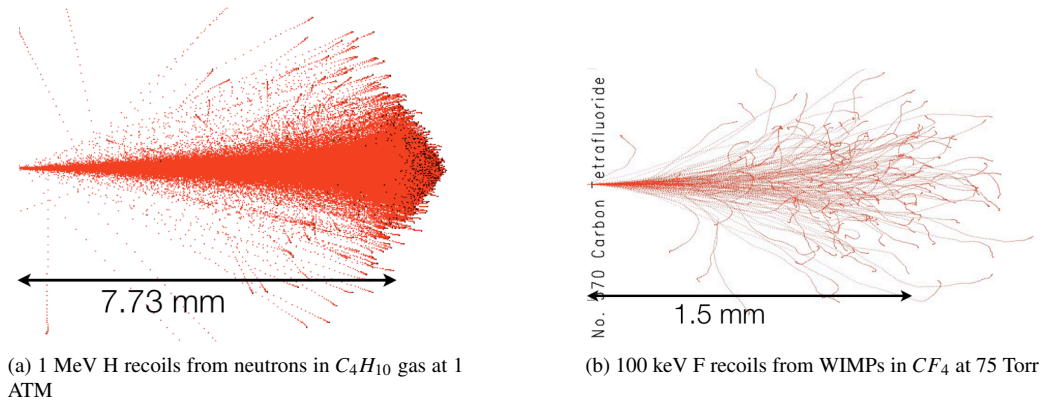 7.73 mm
(a) 1 MeV H recoils from neutrons in C₄H₁₀ gas at 1
ATM
No. 570 Carbon Tetrafluoride
1.5 mm
(b) 100 keV F recoils from WIMPs in CF₄ at 75 Torr